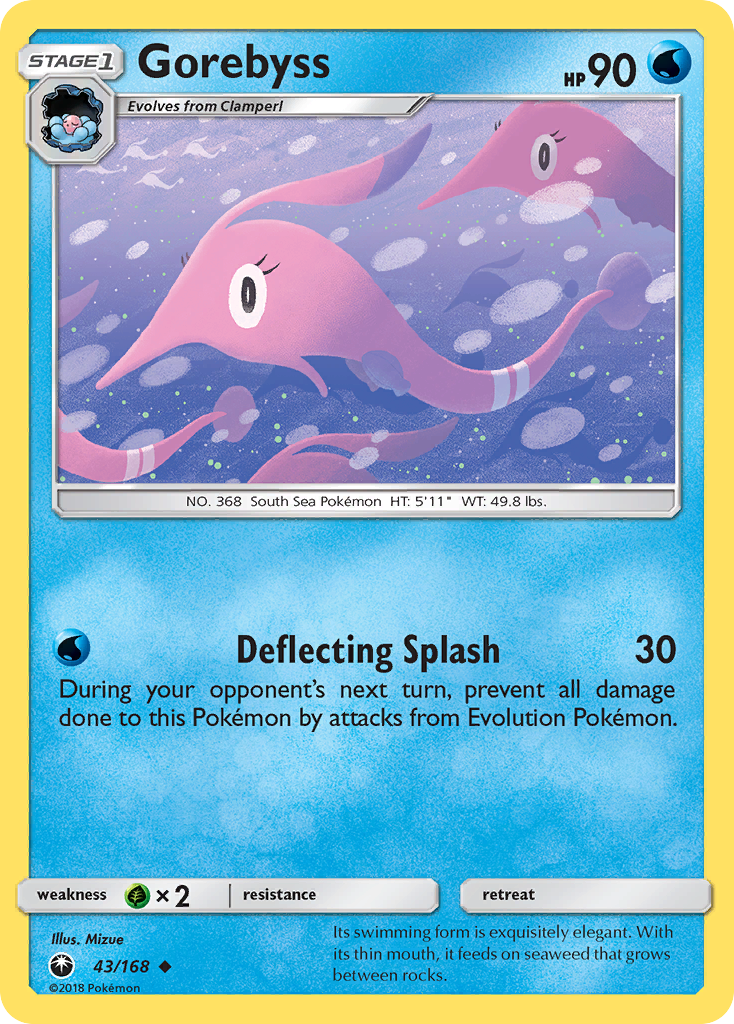 STAGE1
Gorebyss
HP90
Evolves from Clamperl
NO. 368 South Sea Pokémon HT: 5'11" WT: 49.8 lbs.
Deflecting Splash 30
During your opponent's next turn, prevent all damage
done to this Pokémon by attacks from Evolution Pokémon.
weakness ×2 resistance retreat
Illus. Mizue
43/168
©2018 Pokémon
Its swimming form is exquisitely elegant. With
its thin mouth, it feeds on seaweed that grows
between rocks.